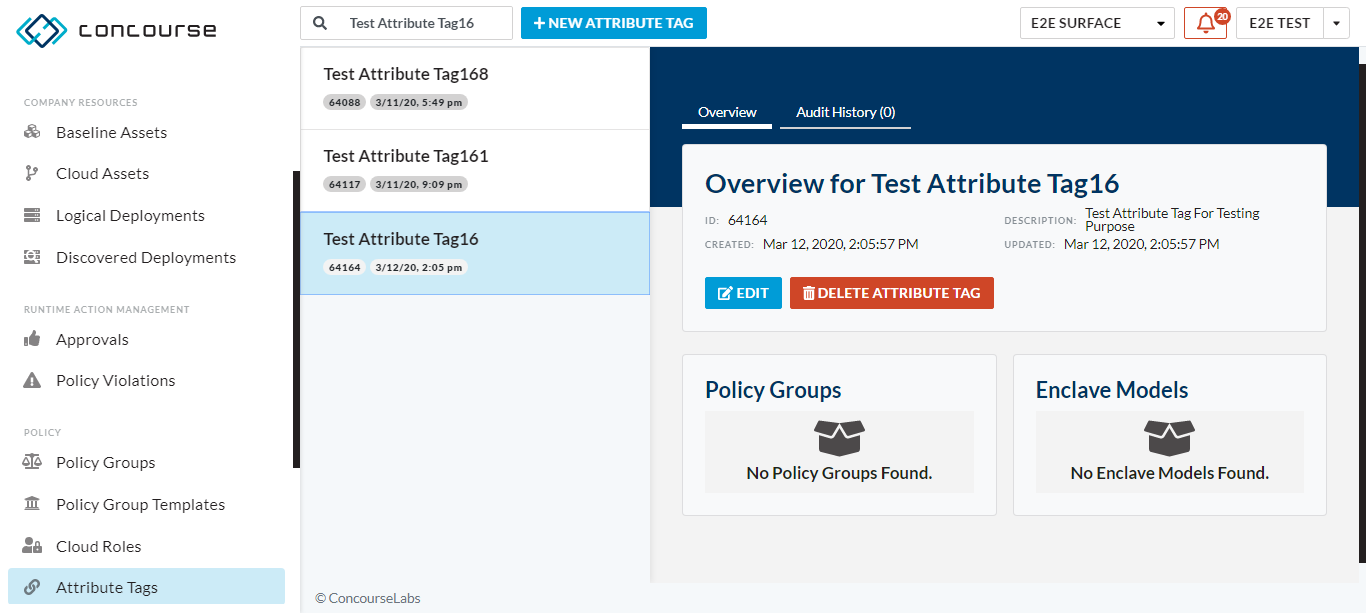 concourse
Test Attribute Tag16
NEW ATTRIBUTE TAG
E2E SURFACE
20
E2E TEST
COMPANY RESOURCES
Baseline Assets
Cloud Assets
Logical Deployments
Discovered Deployments
RUNTIME ACTION MANAGEMENT
Approvals
Policy Violations
POLICY
Policy Groups
Policy Group Templates
Cloud Roles
Attribute Tags
Test Attribute Tag168
64088 3/11/20, 5:49 pm
Test Attribute Tag161
64117 3/11/20, 9:09 pm
Test Attribute Tag16
64164 3/12/20, 2:05 pm
© ConcourseLabs
Overview Audit History (0)
Overview for Test Attribute Tag16
ID: 64164
DESCRIPTION: Test Attribute Tag For Testing
Purpose
CREATED: Mar 12, 2020, 2:05:57 PM
UPDATED: Mar 12, 2020, 2:05:57 PM
EDIT
DELETE ATTRIBUTE TAG
Policy Groups
No Policy Groups Found.
Enclave Models
No Enclave Models Found.